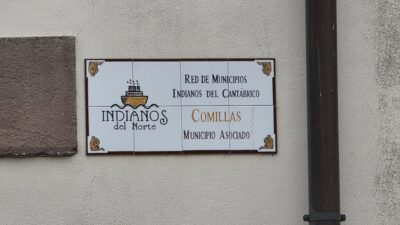 INDIANOS
del Norte
RED DE MUNICIPIOS
INDIANOS DEL CANTÁBRICO
COMILLAS
MUNICIPIO ASOCIADO